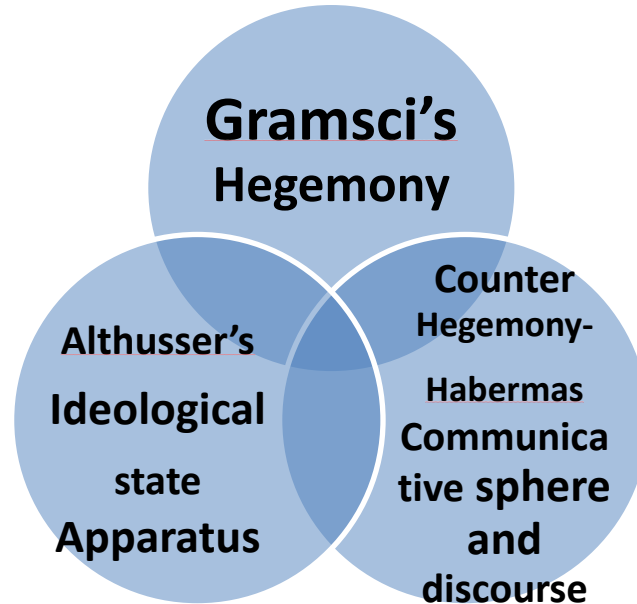 Gramsci's
Hegemony
Althusser's
Ideological
state
Apparatus
Counter
Hegemony-
Habermas
Communica
tive sphere
and
discourse